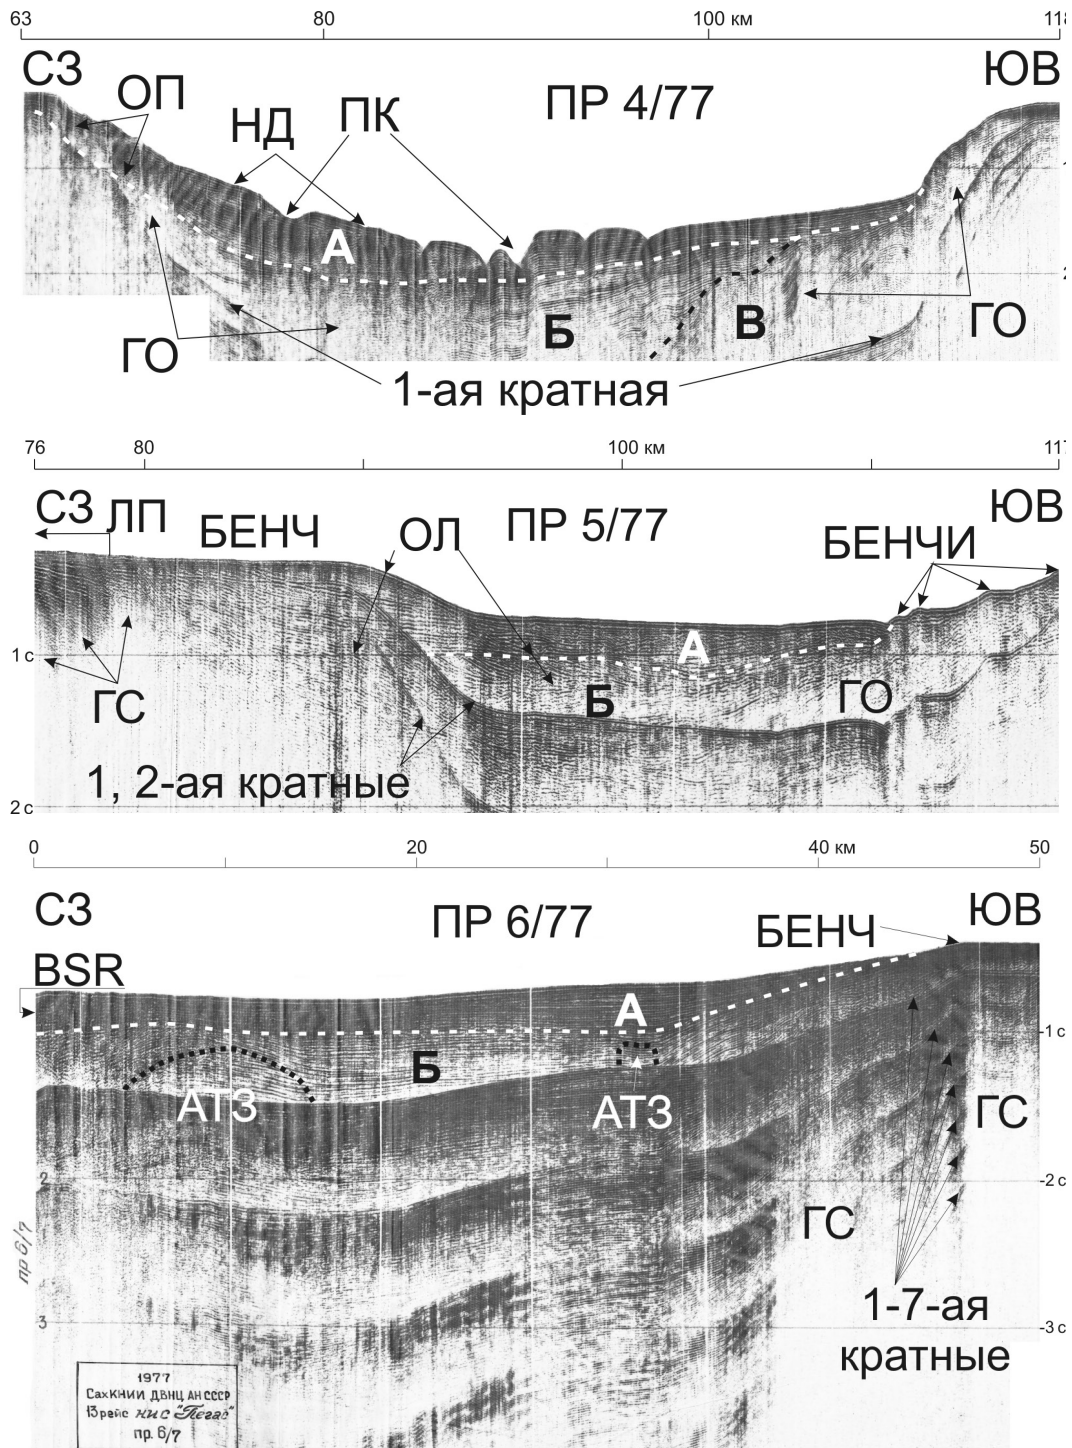 63 80 100 км 118
СЗ ЮВ
ОП ПК ПР 4/77
НД
1
А
2
Б В
ГО ГО
1-ая кратная
76 80 100 км 117
СЗ ЛП БЕНЧ ОЛ ПР 5/77 ЮВ
БЕНЧИ
1 с А
ГС Б ГО
1, 2-ая кратные
2 с
0 20 40 км 50
СЗ ПР 6/77 БЕНЧ ЮВ
BSR
А
-1 с
Б
АТЗ АТЗ ГС
2 -2 с
ГС
пр 6/7
1-7-ая
3 -3 с
кратные
1977
СахКНИИ ДВНЦ АН СССР
13 рейс нис "Пегас"
пр. 6/7